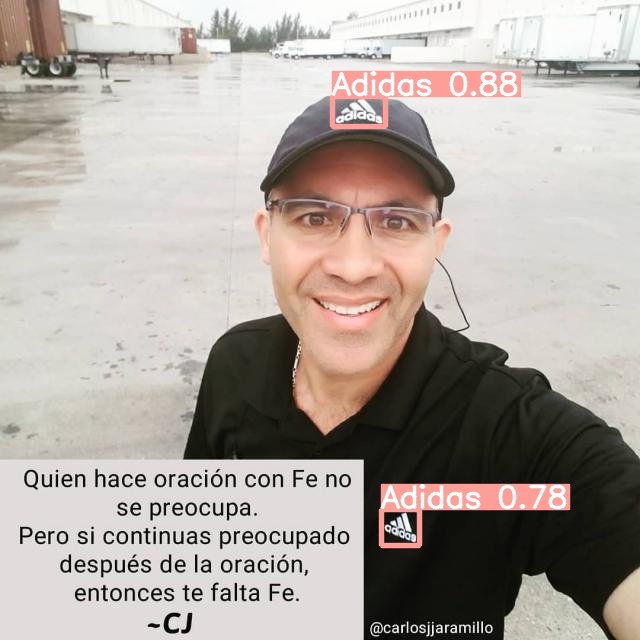 Adidas 0.88
adidas
Adidas 0.78
adidas
Quien hace oración con Fe no
se preocupa.
Pero si continuas preocupado
después de la oración,
entonces te falta Fe.
~CJ
@carlosjjaramillo